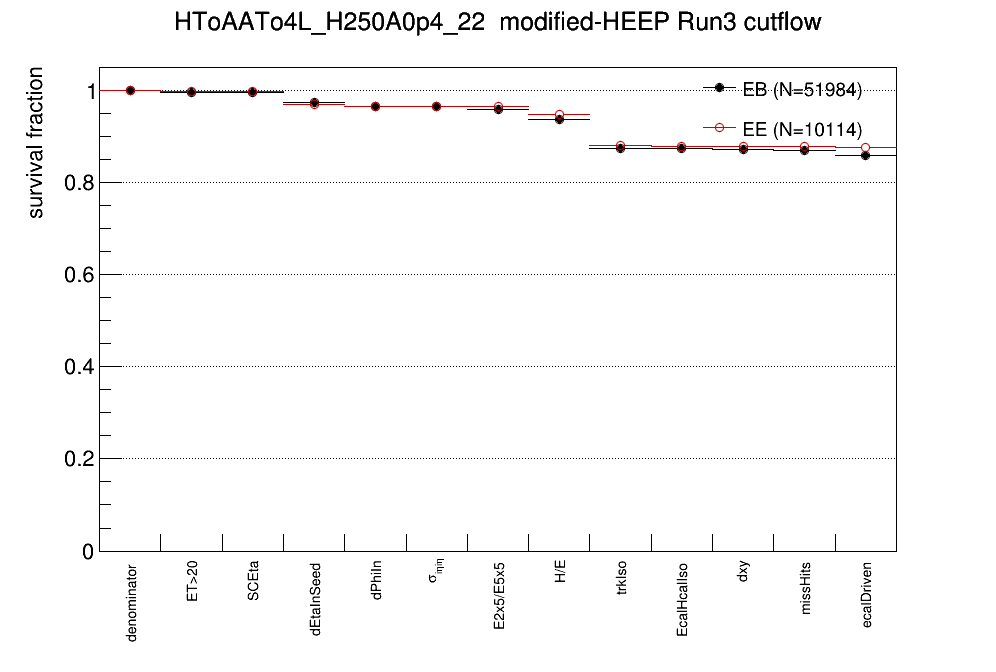 HToAATo4L_H250A0p4_22 modified-HEEP Run3 cutflow
survival fraction
1
0.8
0.6
0.4
0.2
0
EB (N=51984)
EE (N=10114)
denominator
ET>20
SCEta
dEtaInSeed
dPhiIn
σiηiη
E2x5/E5x5
H/E
trkIso
EcalHcalIso
dxy
missHits
ecalDriven